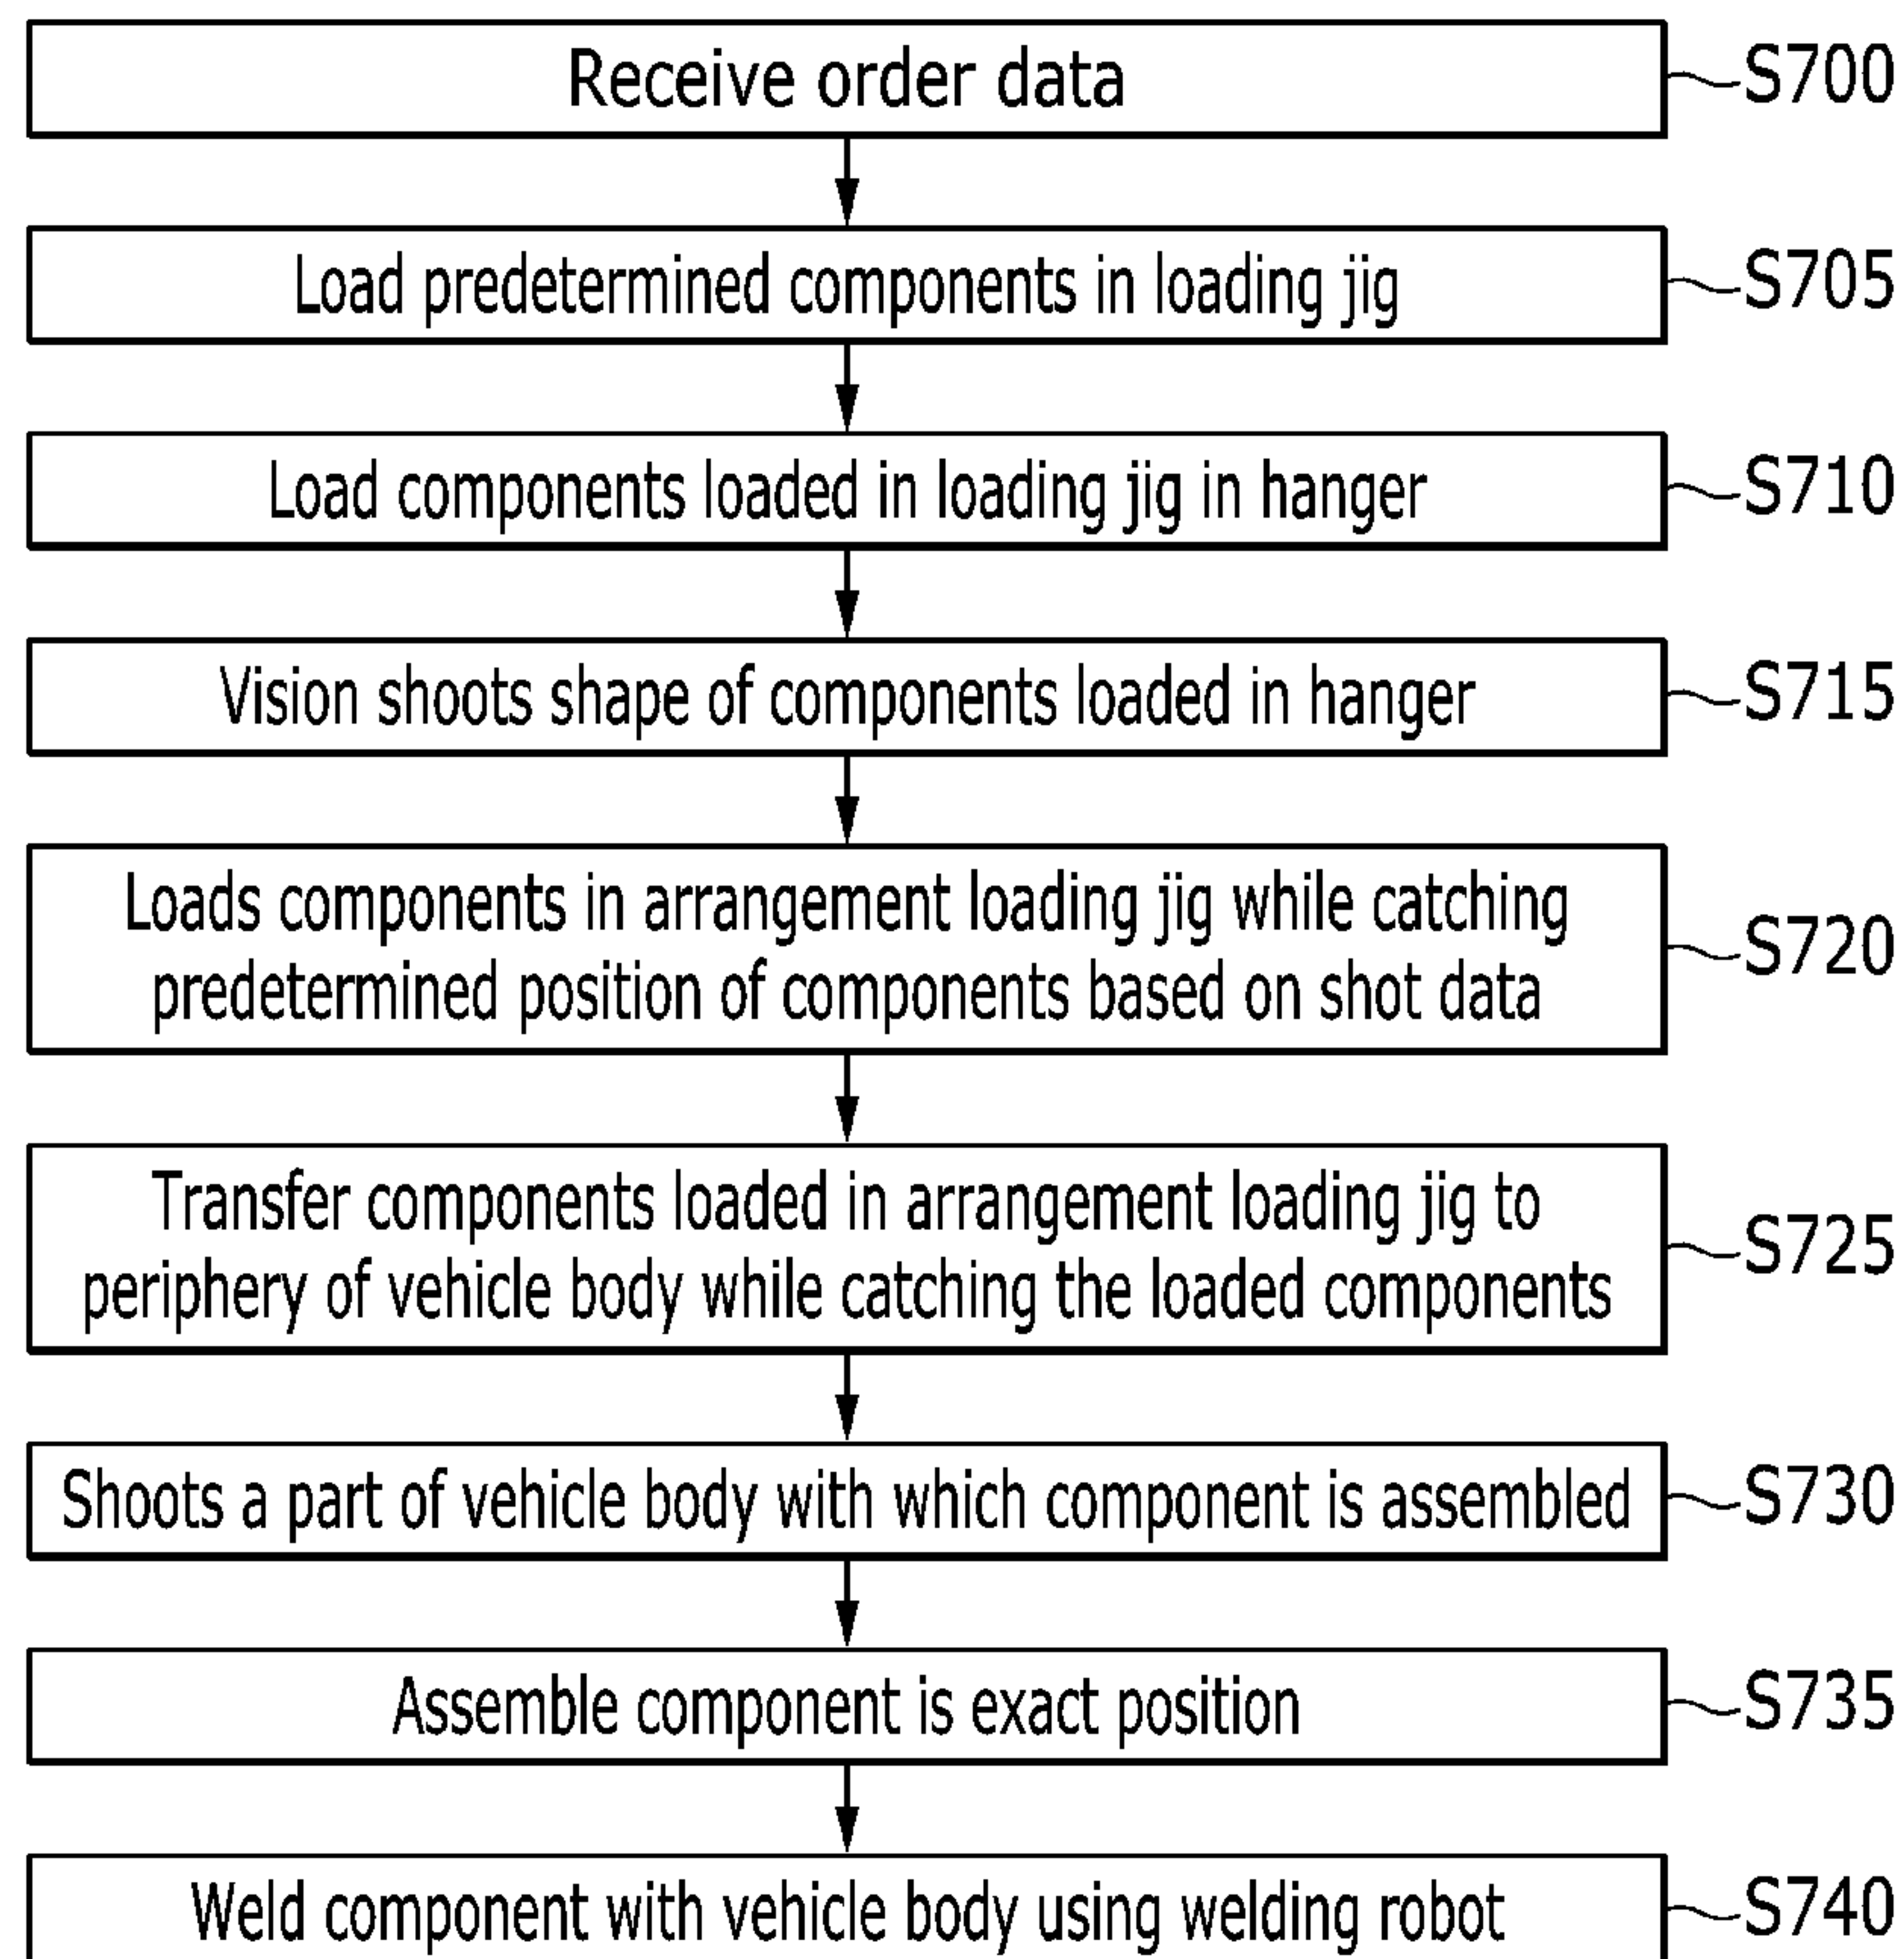 Receive order data
S700
Load predetermined components in loading jig
S705
Load components loaded in loading jig in hanger
S710
Vision shoots shape of components loaded in hanger
S715
Loads components in arrangement loading jig while catching
predetermined position of components based on shot data
S720
Transfer components loaded in arrangement loading jig to
periphery of vehicle body while catching the loaded components
S725
Shoots a part of vehicle body with which component is assembled
S730
Assemble component is exact position
S735
Weld component with vehicle body using welding robot
S740